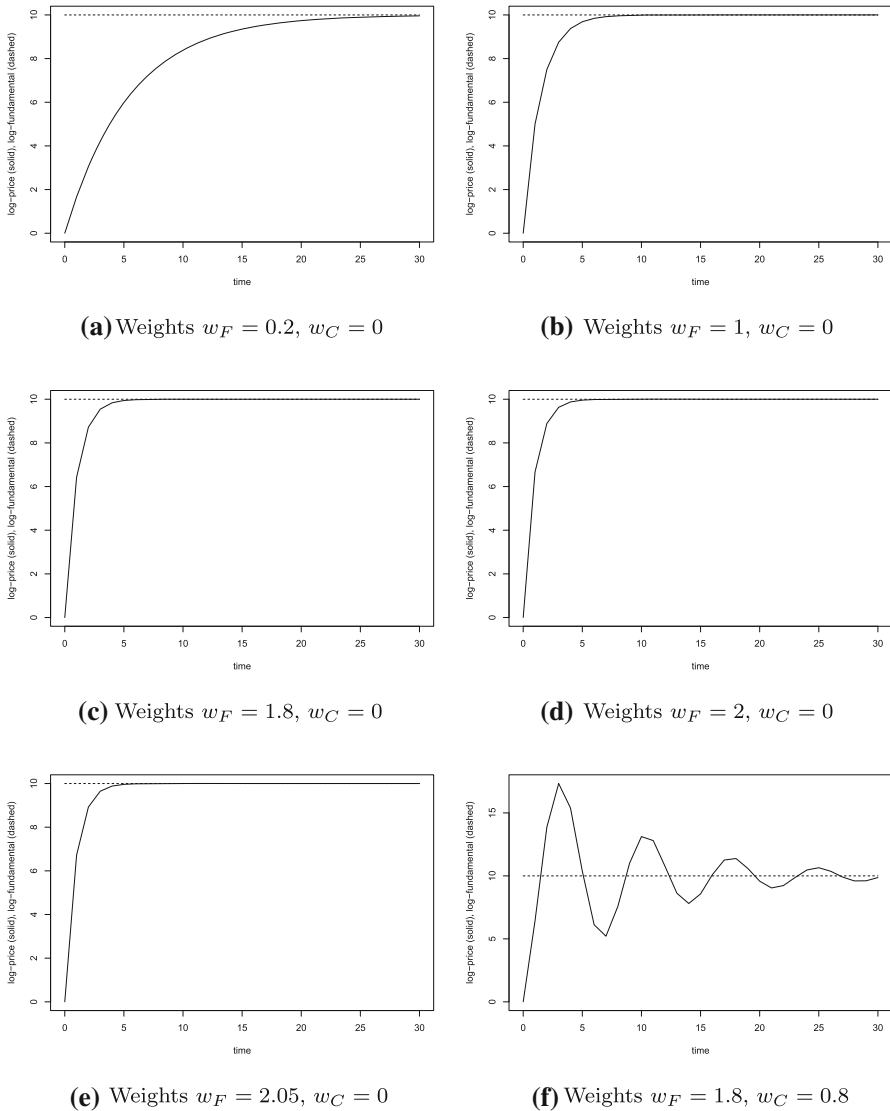 log−price (solid), log−fundamental (dashed)
0 2 4 6 8 10
0 5 10 15 20 25 30
time
(a) Weights w_F = 0.2, w_C = 0
log−price (solid), log−fundamental (dashed)
0 2 4 6 8 10
0 5 10 15 20 25 30
time
(b) Weights w_F = 1, w_C = 0
log−price (solid), log−fundamental (dashed)
0 2 4 6 8 10
0 5 10 15 20 25 30
time
(c) Weights w_F = 1.8, w_C = 0
log−price (solid), log−fundamental (dashed)
0 2 4 6 8 10
0 5 10 15 20 25 30
time
(d) Weights w_F = 2, w_C = 0
log−price (solid), log−fundamental (dashed)
0 2 4 6 8 10
0 5 10 15 20 25 30
time
(e) Weights w_F = 2.05, w_C = 0
log−price (solid), log−fundamental (dashed)
0 5 10 15
0 5 10 15 20 25 30
time
(f) Weights w_F = 1.8, w_C = 0.8